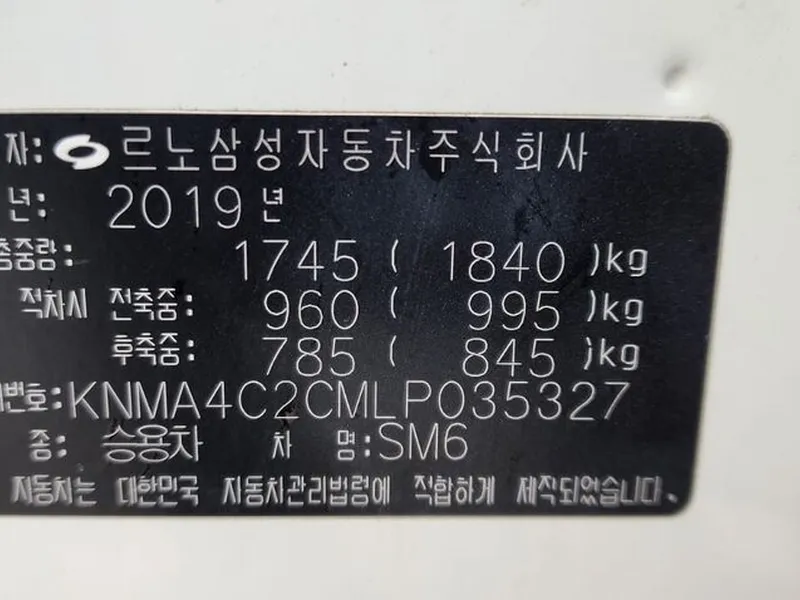 자: 르노삼성자동차주식회사
년: 2019년
총중량: 1745 ( 1840 )kg
적차시 전축중: 960 ( 995 )kg
후축중: 785 ( 845 )kg
번호: KNMA4C2CMLP035327
종: 승용차 차 명: SM6
자동차는 대한민국 자동차관리법령에 적합하게 제작되었습니다.